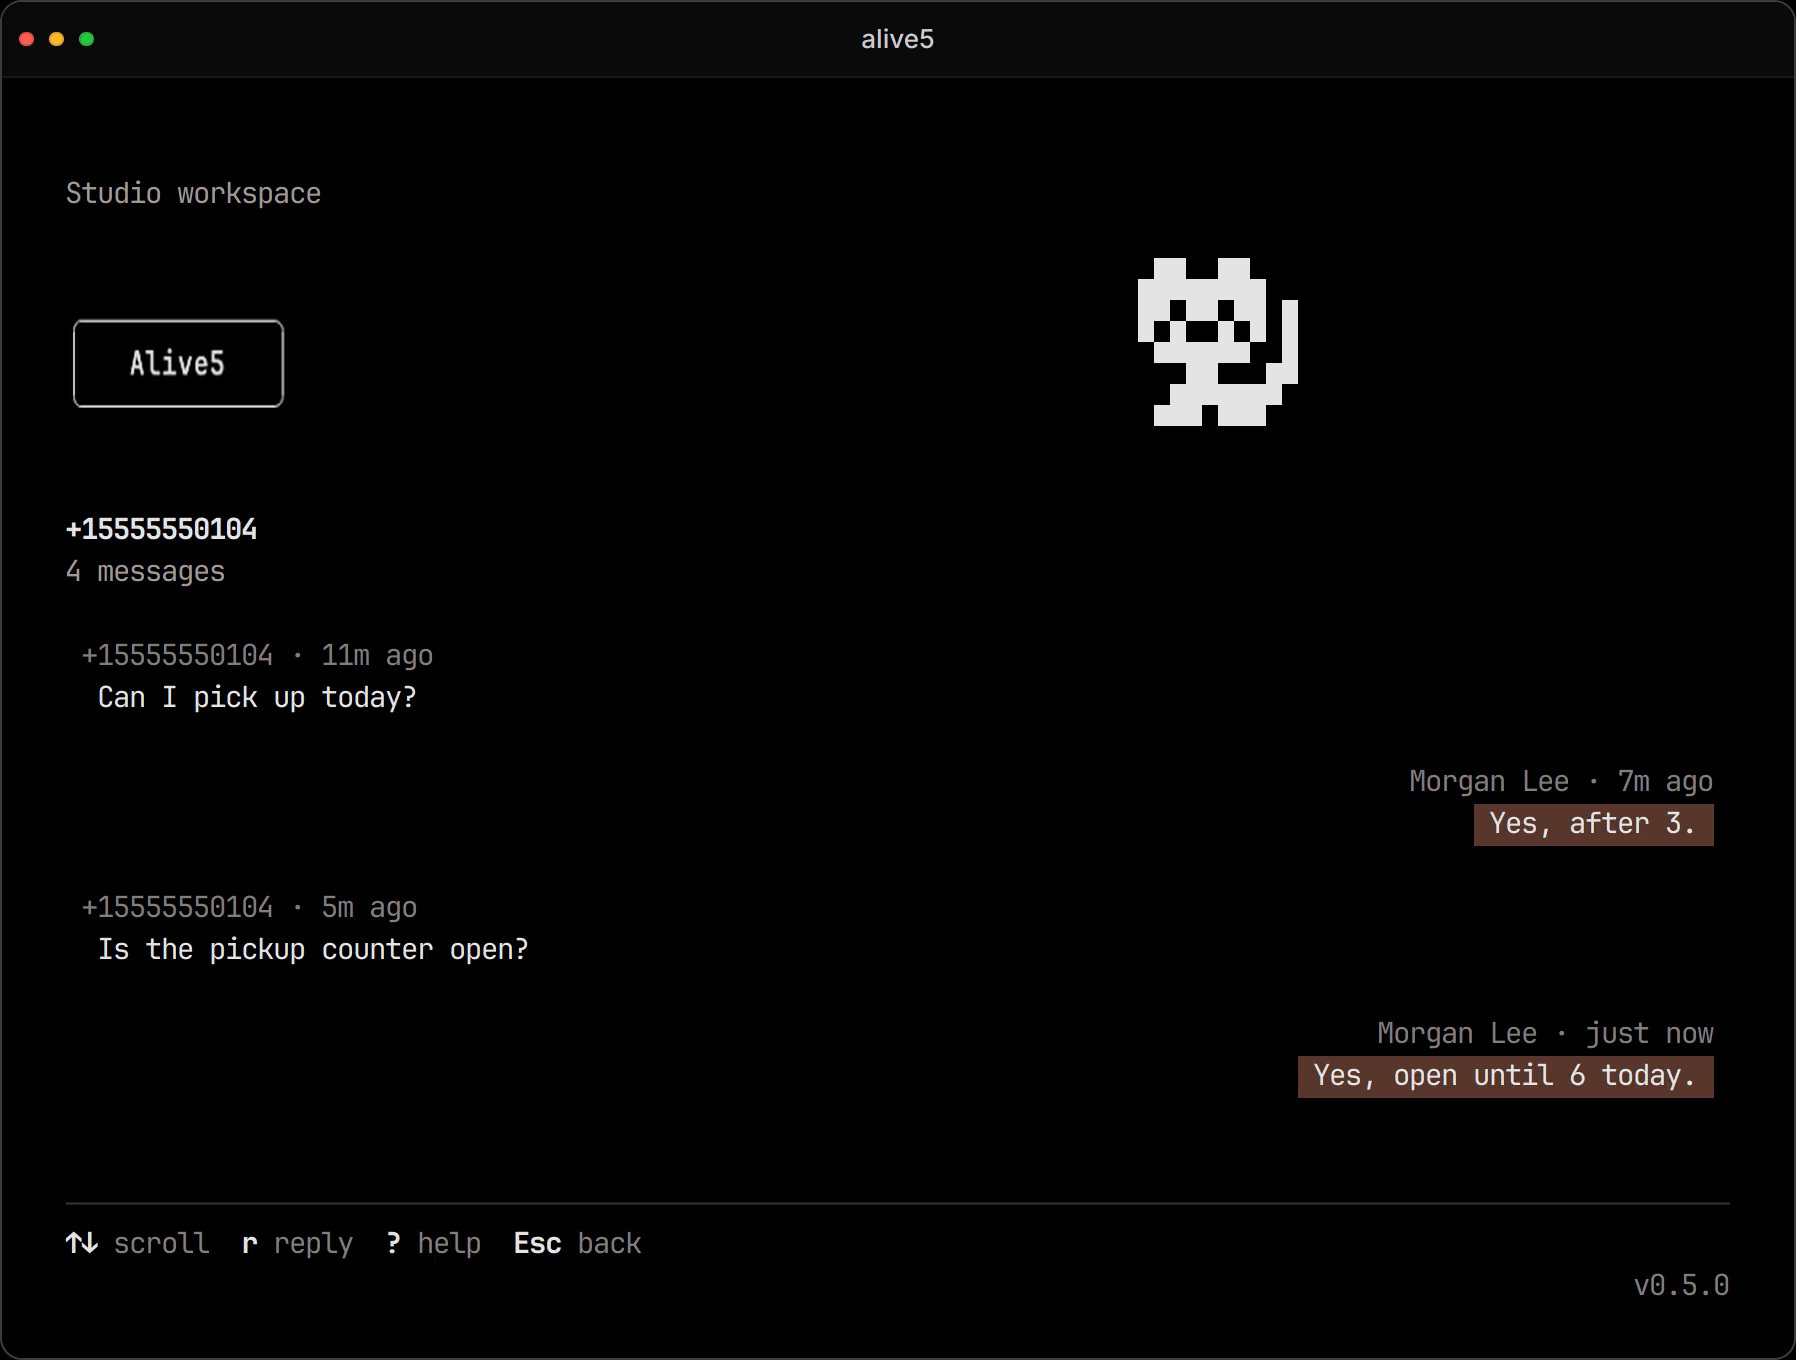 alive5
Studio workspace
Alive5
+15555550104
4 messages
+15555550104 · 11m ago
Can I pick up today?
Morgan Lee · 7m ago
Yes, after 3.
+15555550104 · 5m ago
Is the pickup counter open?
Morgan Lee · just now
Yes, open until 6 today.
↑↓ scroll  r reply  ? help  Esc back
v0.5.0